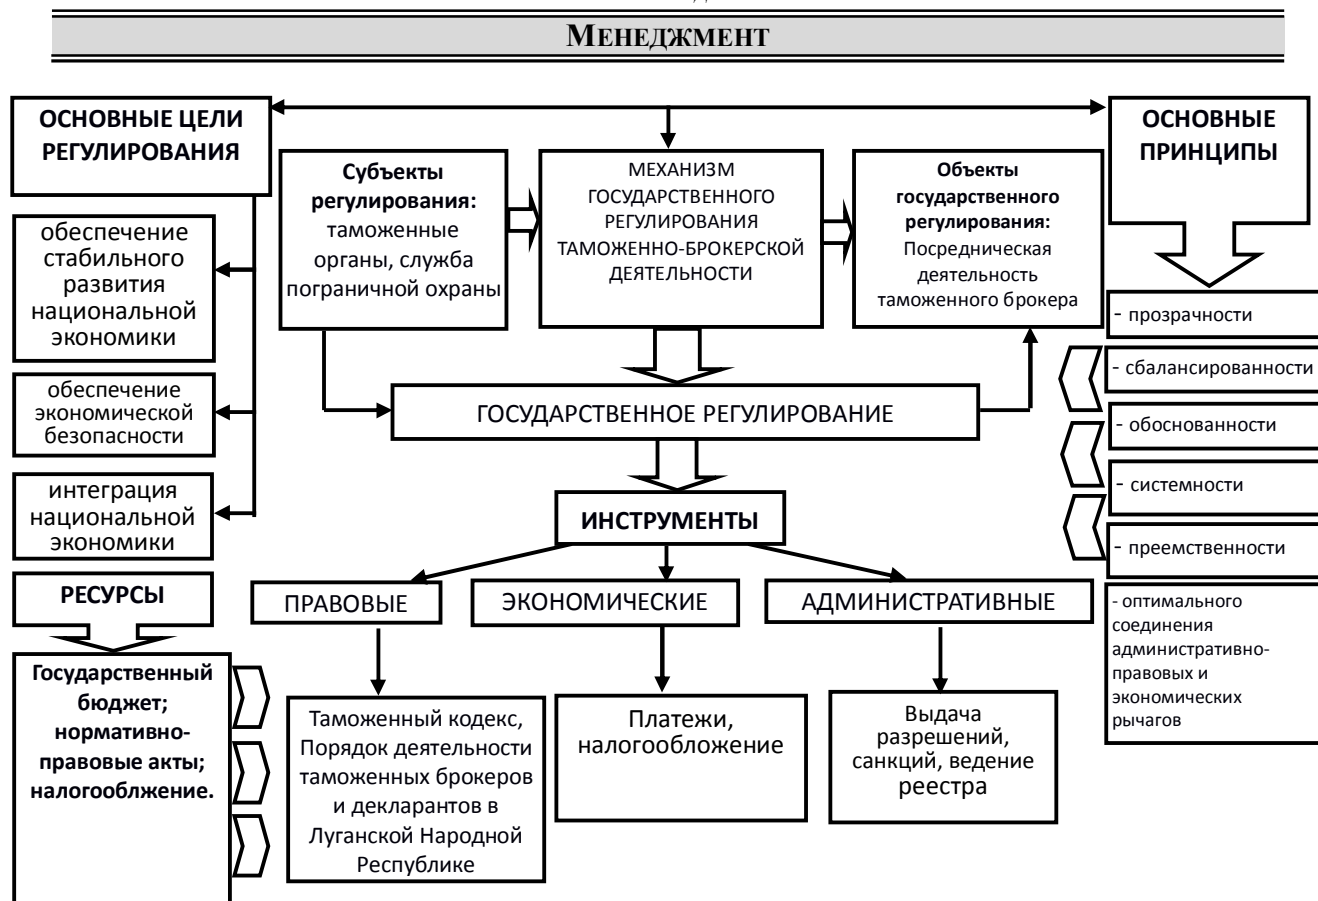 МЕНЕДЖМЕНТ
ОСНОВНЫЕ ЦЕЛИ
РЕГУЛИРОВАНИЯ
обеспечение
стабильного
развития
национальной
экономики
обеспечение
экономической
безопасности
интеграция
национальной
экономики
РЕСУРСЫ
Государственный
бюджет;
нормативно-
правовые акты;
налогооблжение.
Субъекты
регулирования:
таможенные
органы, служба
пограничной охраны
МЕХАНИЗМ
ГОСУДАРСТВЕННОГО
РЕГУЛИРОВАНИЯ
ТАМОЖЕННО-БРОКЕРСКОЙ
ДЕЯТЕЛЬНОСТИ
Объекты
государственного
регулирования:
Посредническая
деятельность
таможенного брокера
ГОСУДАРСТВЕННОЕ РЕГУЛИРОВАНИЕ
ИНСТРУМЕНТЫ
ПРАВОВЫЕ
ЭКОНОМИЧЕСКИЕ
АДМИНИСТРАТИВНЫЕ
Таможенный кодекс,
Порядок деятельности
таможенных брокеров
и декларантов в
Луганской Народной
Республике
Платежи,
налогообложение
Выдача
разрешений,
санкций, ведение
реестра
ОСНОВНЫЕ
ПРИНЦИПЫ
- прозрачности
- сбалансированности
- обоснованности
- системности
- преемственности
- оптимального
соединения
административно-
правовых и
экономических
рычагов